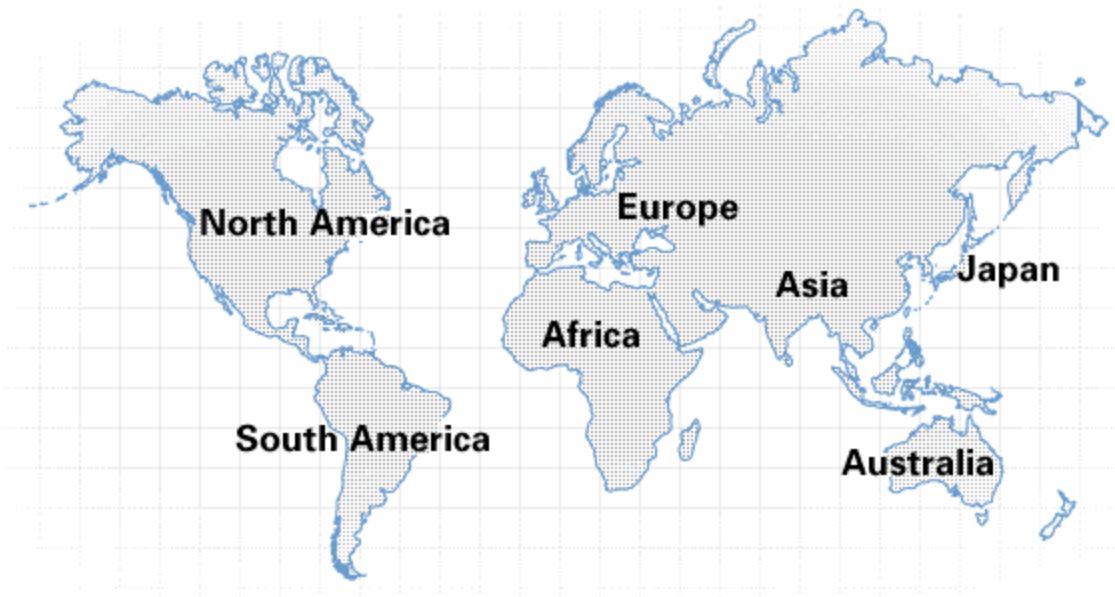 North America
Europe
Japan
Asia
Africa
South America
Australia